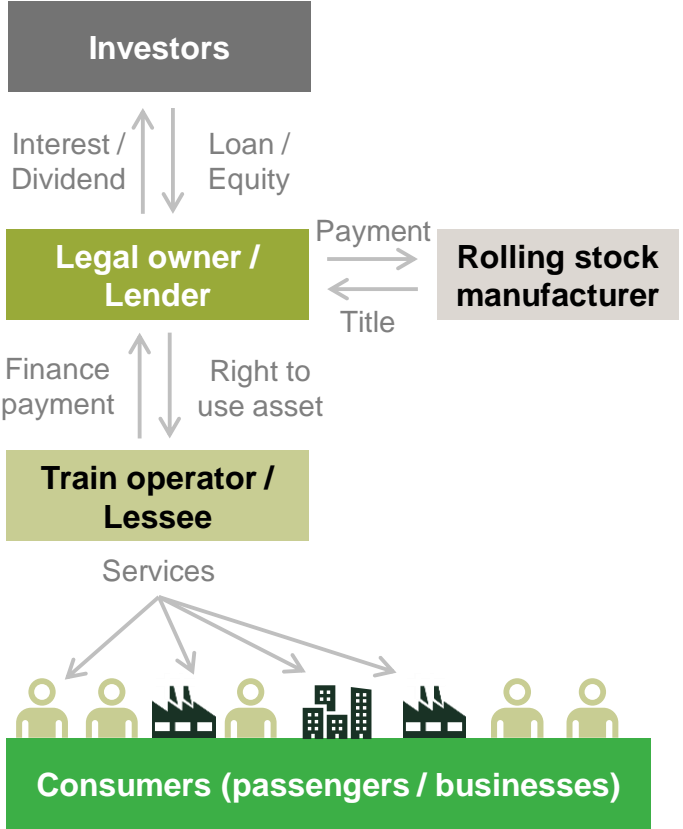 Investors
Interest /
Dividend
Loan /
Equity
Legal owner /
Lender
Payment
Title
Rolling stock
manufacturer
Finance
payment
Right to
use asset
Train operator /
Lessee
Services
Consumers (passengers / businesses)